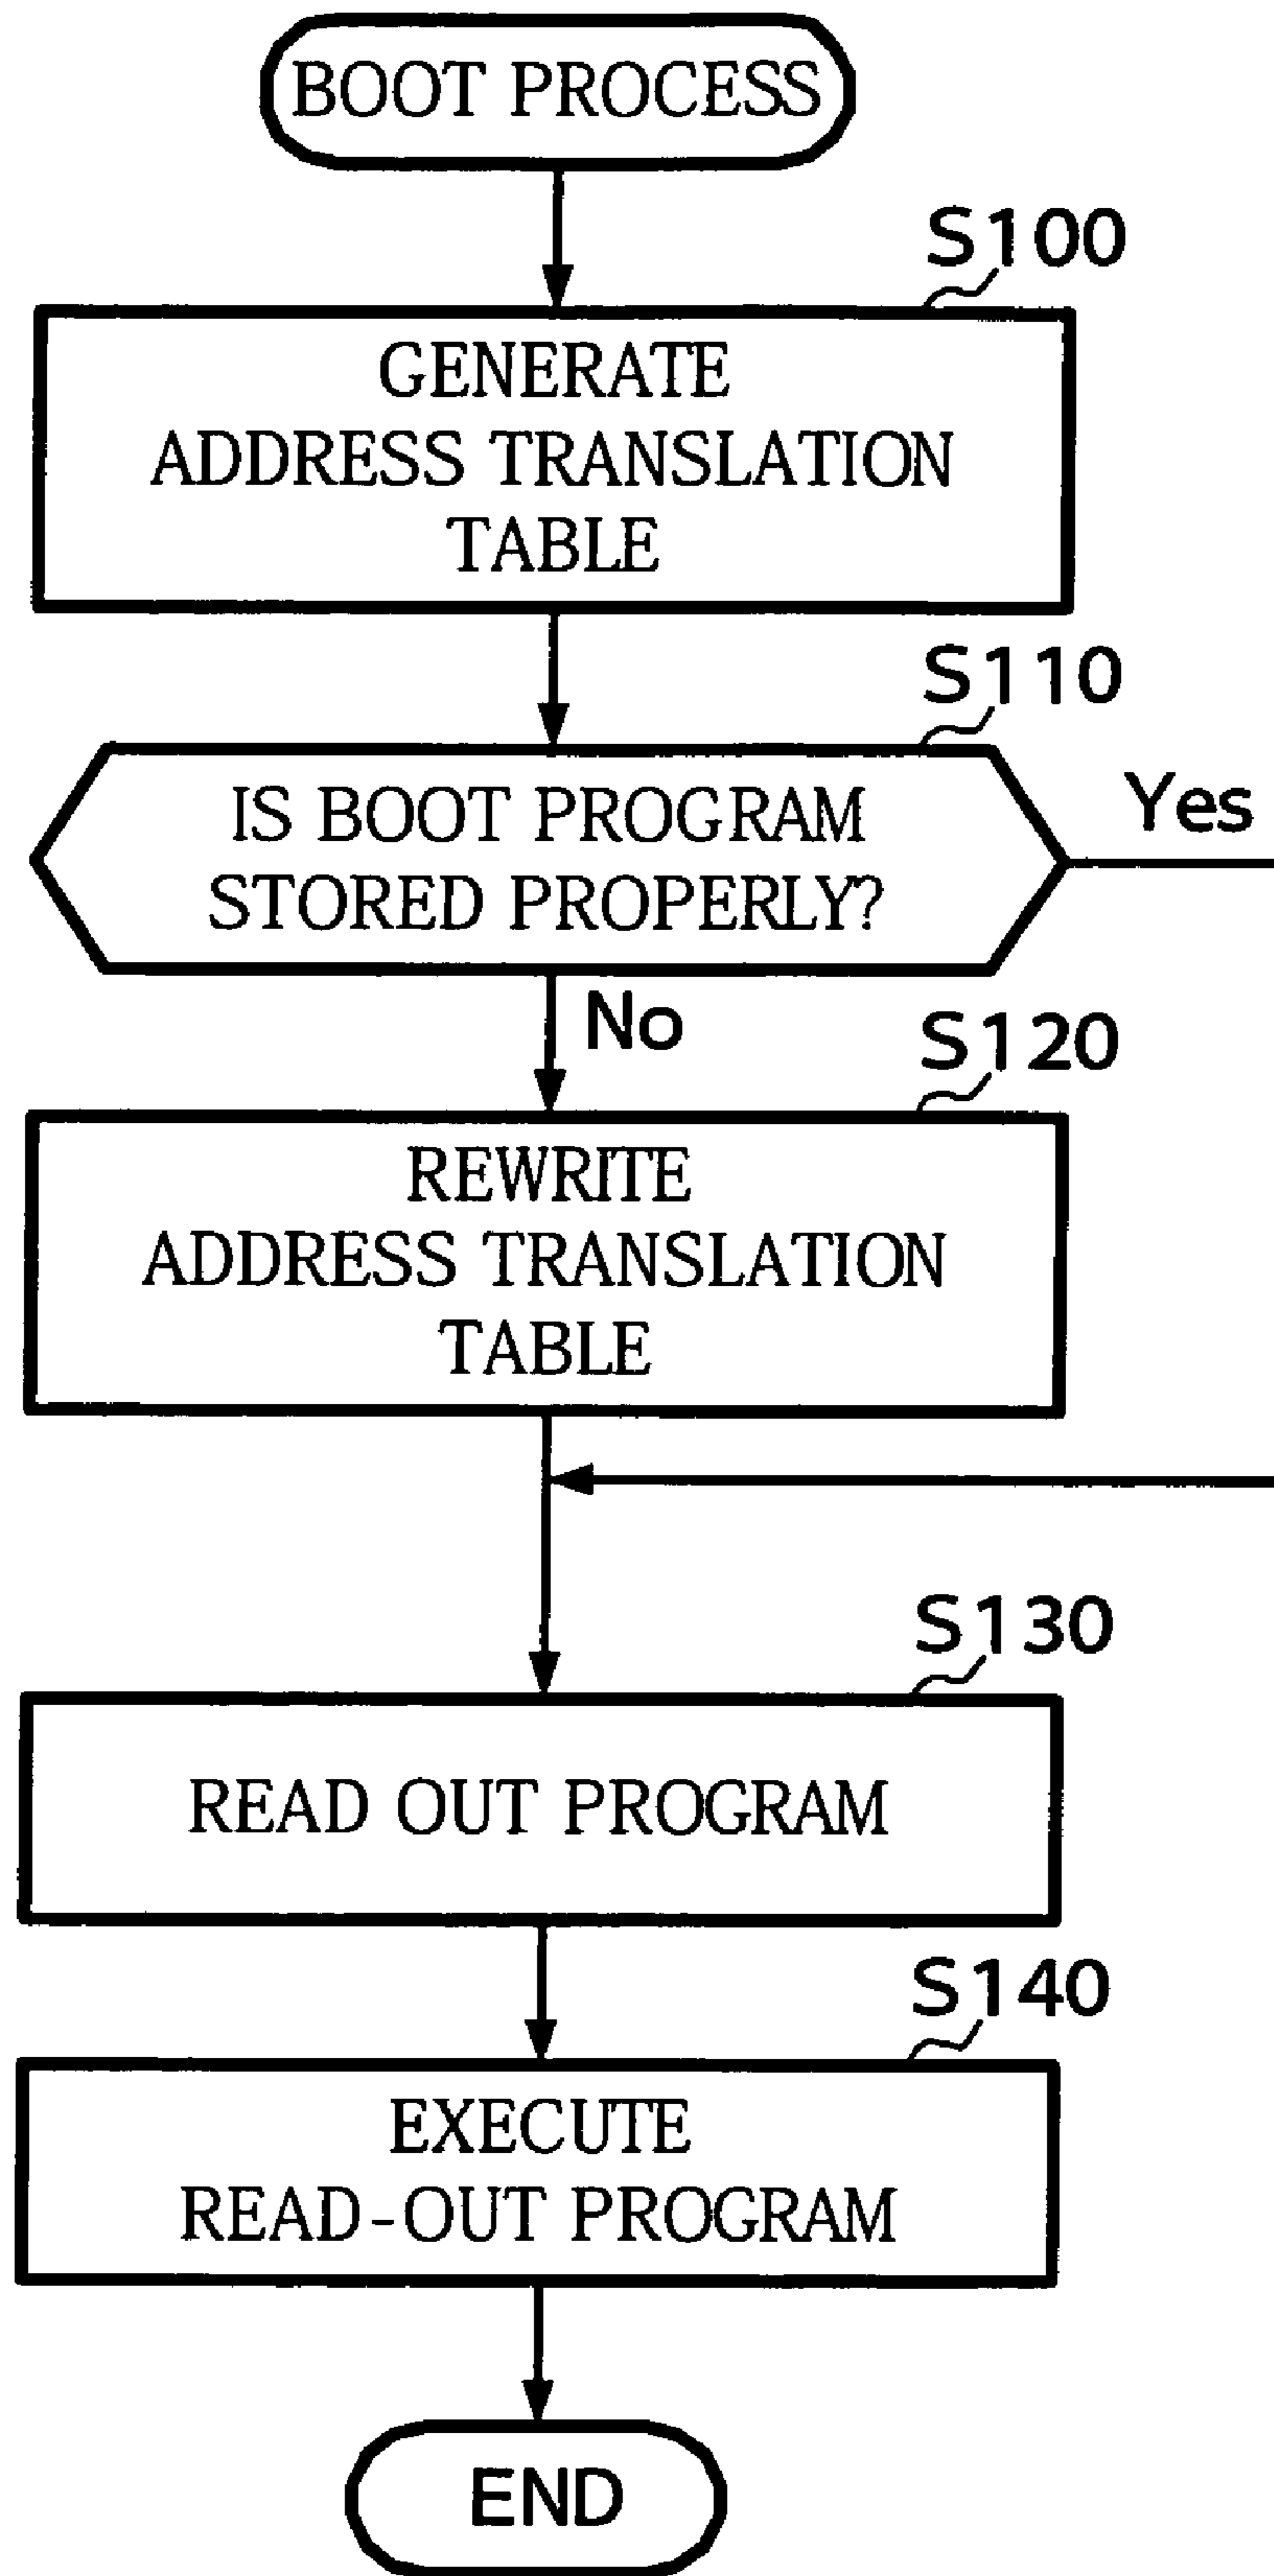 BOOT PROCESS
S100
GENERATE
ADDRESS TRANSLATION
TABLE
S110
IS BOOT PROGRAM
STORED PROPERLY?
Yes
No
S120
REWRITE
ADDRESS TRANSLATION
TABLE
S130
READ OUT PROGRAM
S140
EXECUTE
READ-OUT PROGRAM
END